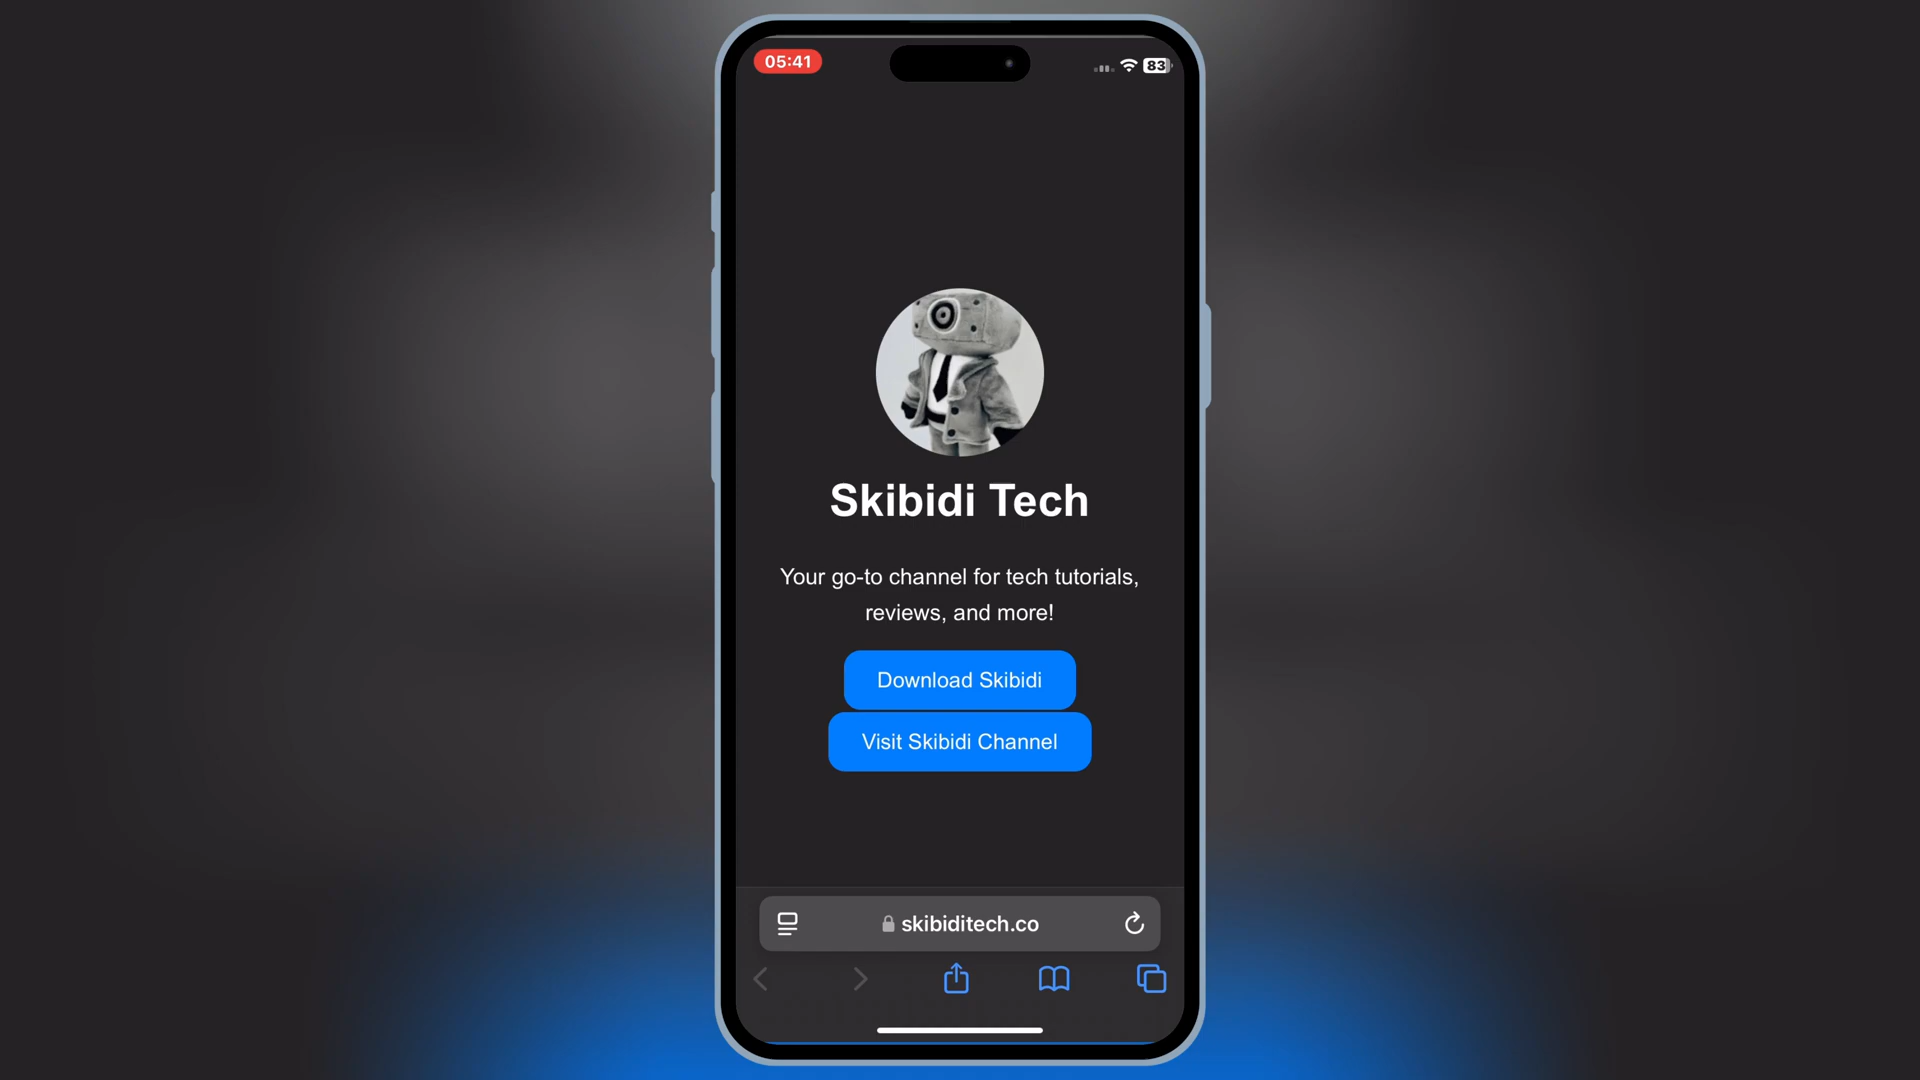 05:41
83
Skibidi Tech
Your go-to channel for tech tutorials,
reviews, and more!
Download Skibidi
Visit Skibidi Channel
skibiditech.co